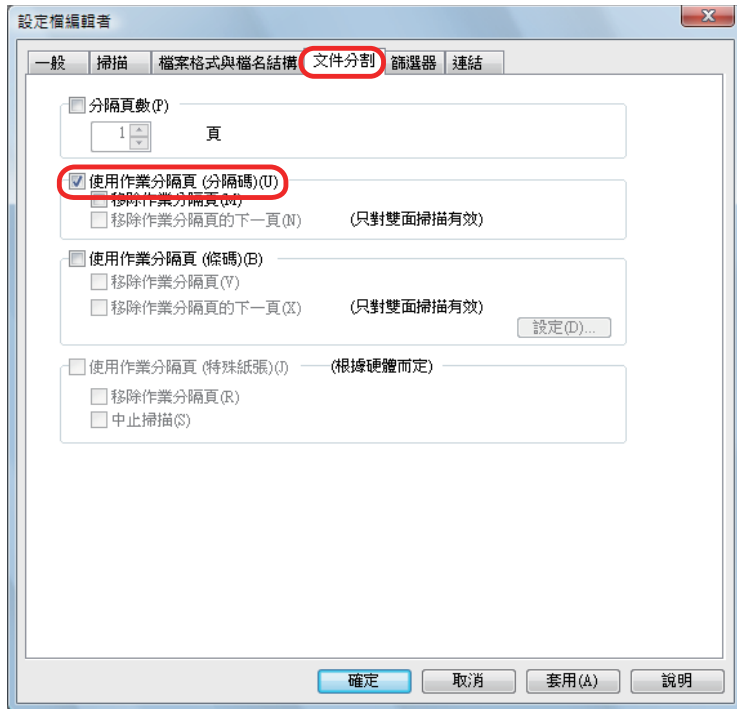 設定檔編輯者
一般 掃描 檔案格式與檔名結構 文件分割 篩選器 連結
分隔頁數(P)
1 頁
使用作業分隔頁 (分隔碼)(U)
移除作業分隔頁(M)
移除作業分隔頁的下一頁(N) (只對雙面掃描有效)
使用作業分隔頁 (條碼)(B)
移除作業分隔頁(V)
移除作業分隔頁的下一頁(X) (只對雙面掃描有效)
設定(D)...
使用作業分隔頁 (特殊紙張)(J) (根據硬體而定)
移除作業分隔頁(R)
中止掃描(S)
確定 取消 套用(A) 說明